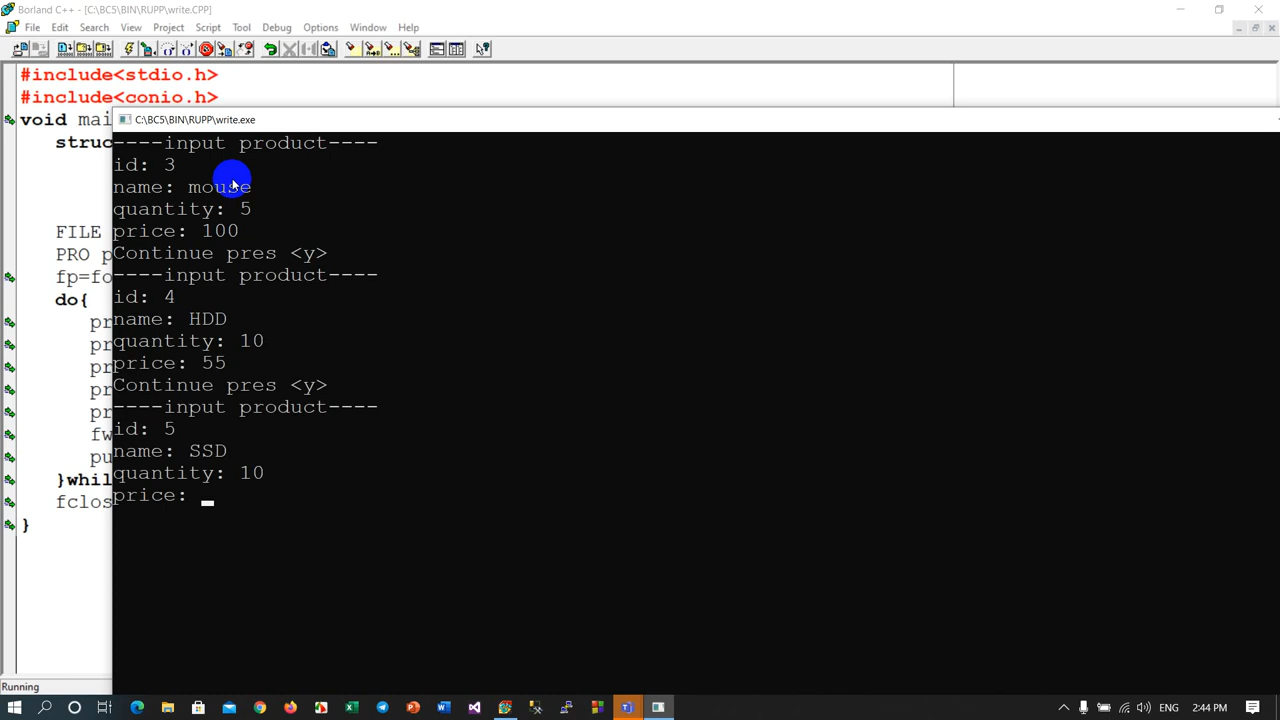 Borland C++ - [C:\BC5\BIN\RUPP\write.CPP]
File Edit Search View Project Script Tool Debug Options Window Help
#include<stdio.h>
#include<conio.h>
void mai
struc
FILE
PRO p
fp=fo
do{
pr
pr
pr
pr
pr
fw
pu
}whil
fclos
}
C:\BC5\BIN\RUPP\write.exe
----input product----
id: 3
name: mouse
quantity: 5
price: 100
Continue pres <y>
----input product----
id: 4
name: HDD
quantity: 10
price: 55
Continue pres <y>
----input product----
id: 5
name: SSD
quantity: 10
price:
Running
ENG 2:44 PM